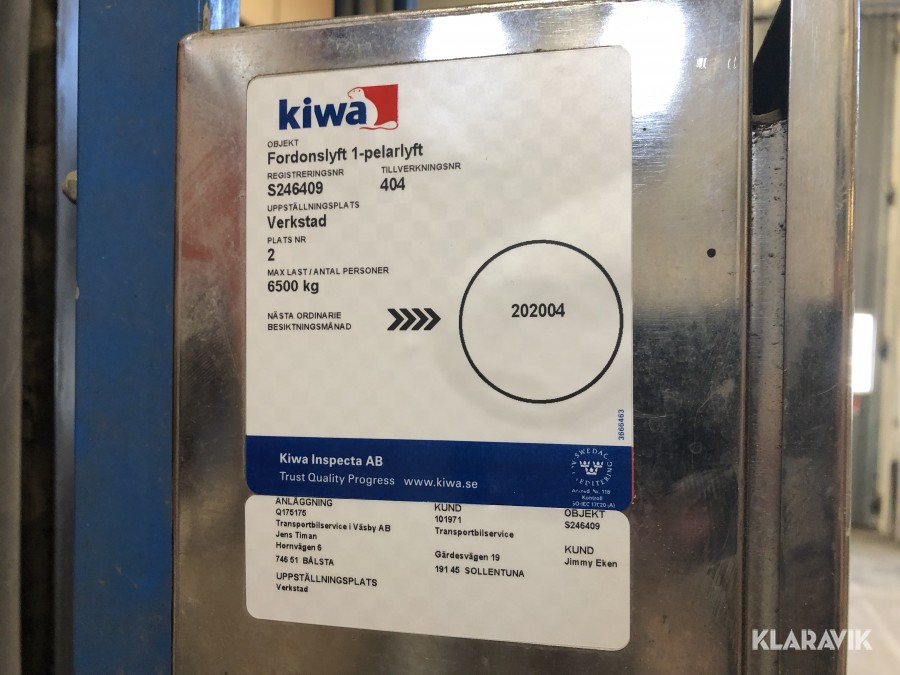 kiwa
OBJEKT
Fordonslyft 1-pelarlyft
REGISTRERINGSNR TILLVERKNINGSNR
S246409 404
UPPSTÄLLNINGSPLATS
Verkstad
PLATS NR
2
MAX LAST / ANTAL PERSONER
6500 kg
NÄSTA ORDINARIE
BESIKTNINGSMÅNAD
202004
3666463
Kiwa Inspecta AB
Trust Quality Progress www.kiwa.se
SWEDAC
ANLÄGGNING
Q175175
Transportbilservice i Väsby AB
Jens Timan
Hornvägen 6
746 51 BÅLSTA
UPPSTÄLLNINGSPLATS
Verkstad
KUND
101971
Transportbilservice
Gärdesvägen 19
191 45 SOLLENTUNA
OBJEKT
S246409
KUND
Jimmy Eken
KLARAVIK